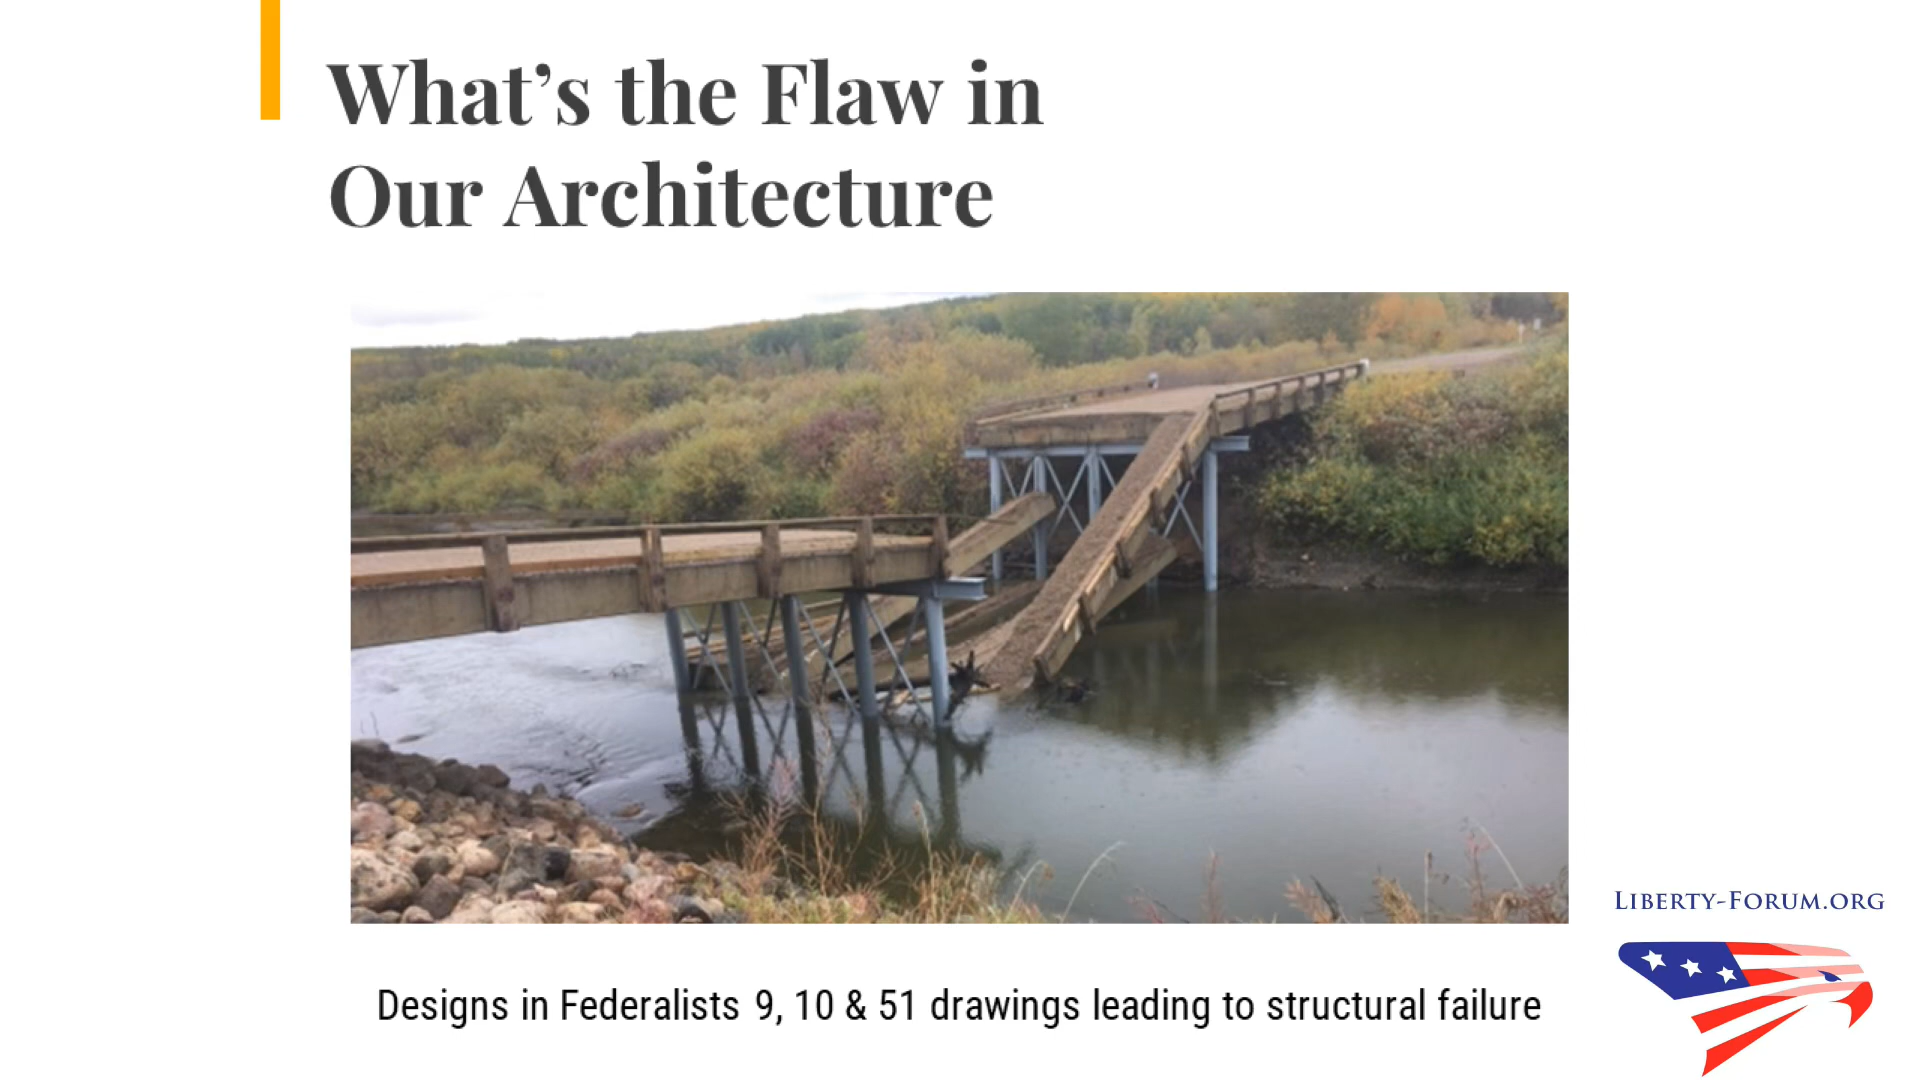 What’s the Flaw in
Our Architecture
LIBERTY-FORUM.ORG
Designs in Federalists 9, 10 & 51 drawings leading to structural failure